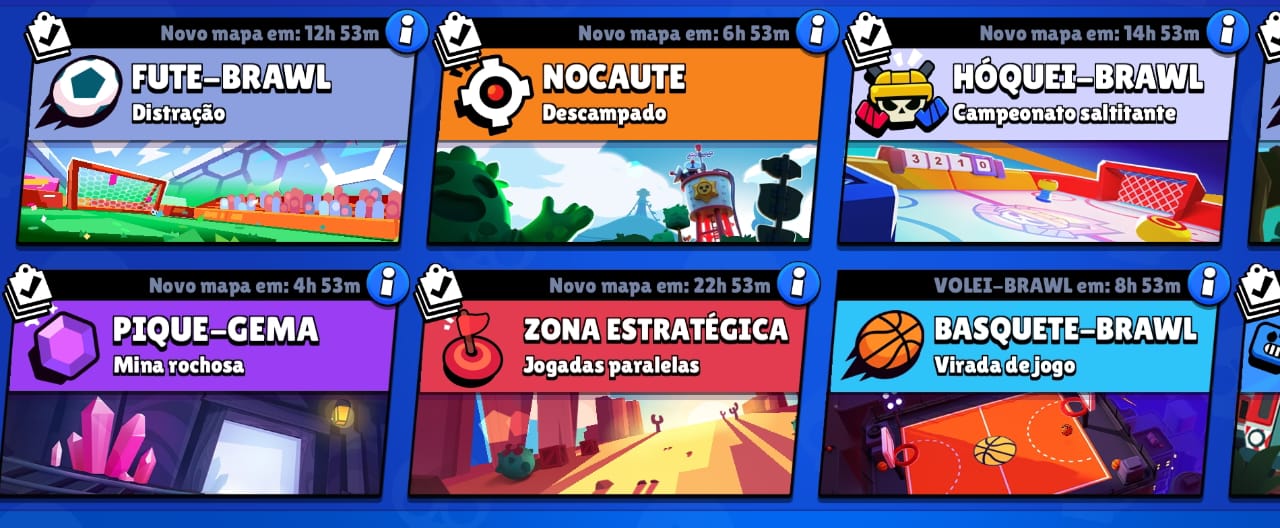 Novo mapa em: 12h 53m
FUTE-BRAWL
Distração
Novo mapa em: 6h 53m
NOCAUTE
Descampado
Novo mapa em: 14h 53m
HÓQUEI-BRAWL
Campeonato saltitante
3 2 1 0
Novo mapa em: 4h 53m
PIQUE-GEMA
Mina rochosa
Novo mapa em: 22h 53m
ZONA ESTRATÉGICA
Jogadas paralelas
VOLEI-BRAWL em: 8h 53m
BASQUETE-BRAWL
Virada de jogo